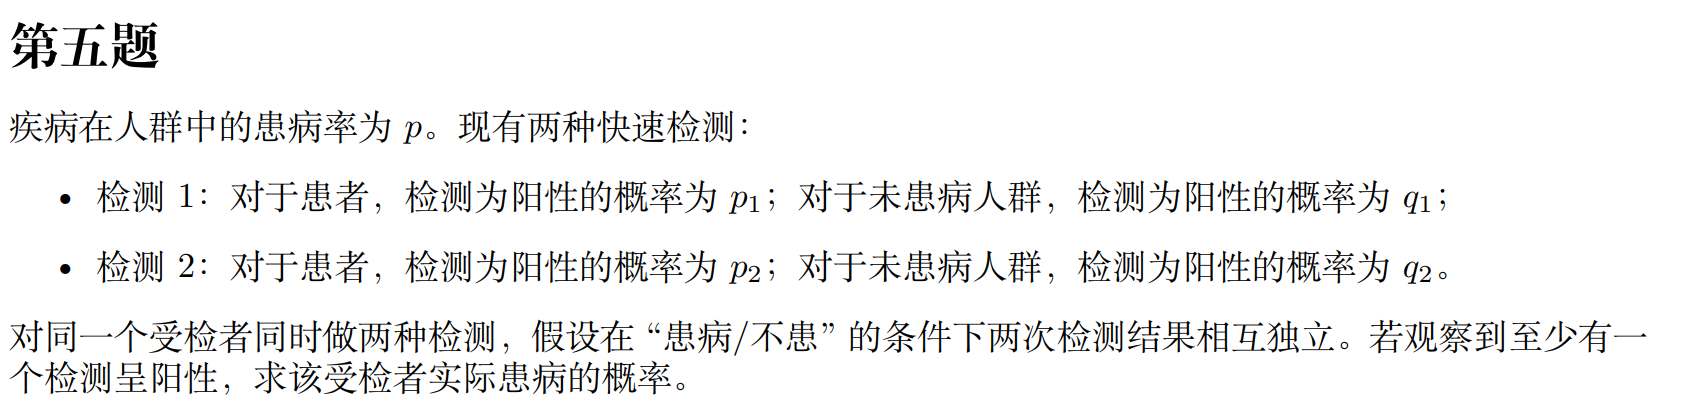 第五题
疾病在人群中的患病率为 p。现有两种快速检测：
• 检测 1：对于患者，检测为阳性的概率为 p₁；对于未患病人群，检测为阳性的概率为 q₁；
• 检测 2：对于患者，检测为阳性的概率为 p₂；对于未患病人群，检测为阳性的概率为 q₂。
对同一个受检者同时做两种检测，假设在 “患病/不患” 的条件下两次检测结果相互独立。若观察到至少有一
个检测呈阳性，求该受检者实际患病的概率。